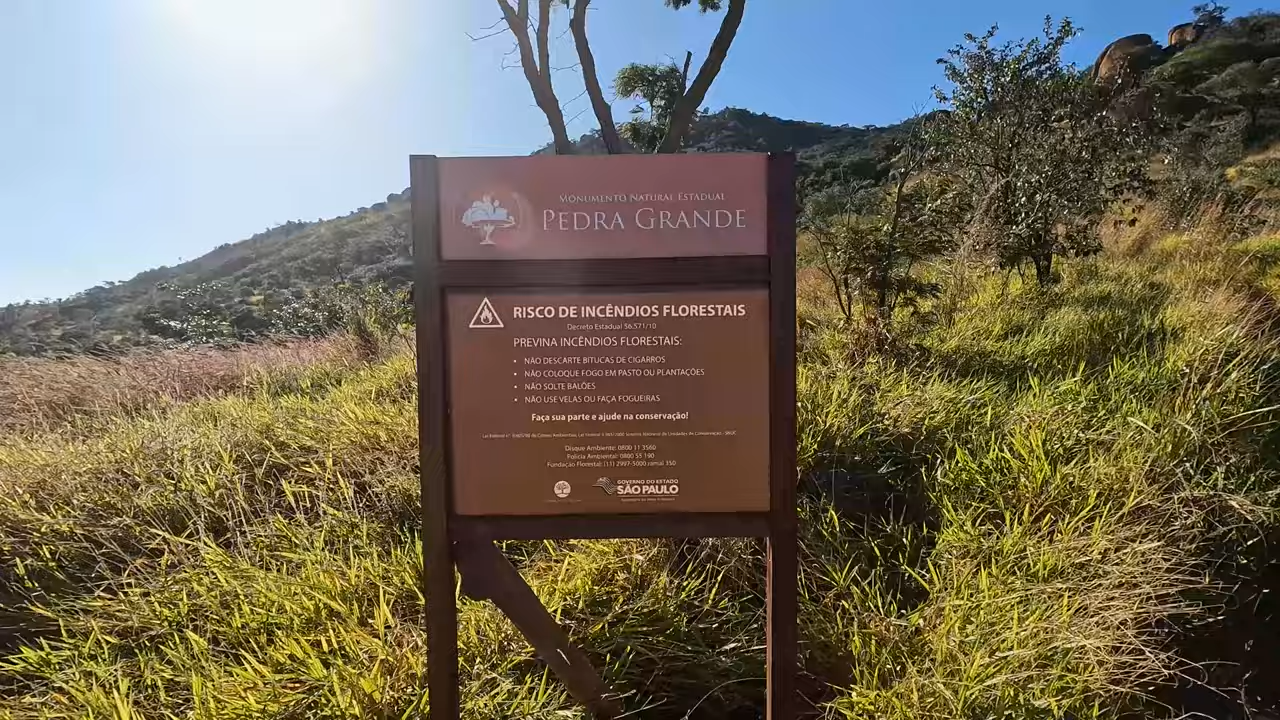 MONUMENTO NATURAL ESTADUAL
PEDRA GRANDE
RISCO DE INCÊNDIOS FLORESTAIS
Decreto Estadual 56.571/10
PREVINA INCÊNDIOS FLORESTAIS:
• NÃO DESCARTE BITUCAS DE CIGARROS
• NÃO COLOQUE FOGO EM PASTO OU PLANTAÇÕES
• NÃO SOLTE BALÕES
• NÃO USE VELAS OU FAÇA FOGUEIRAS
Faça sua parte e ajude na conservação!
Disque Ambiente: 0800 11 3560
Polícia Ambiental: 0800 55 190
Fundação Florestal: (11) 2997-5000 ramal 350
GOVERNO DO ESTADO
SÃO PAULO